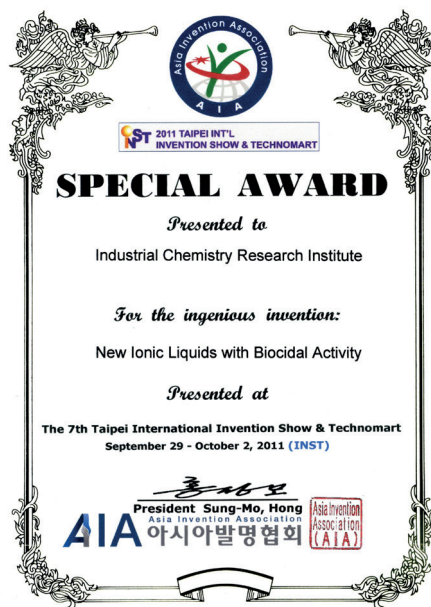 Asia Invention Association
AIA
INST 2011 TAIPEI INT'L
INVENTION SHOW & TECHNOMART
SPECIAL AWARD
Presented to
Industrial Chemistry Research Institute
For the ingenious invention:
New Ionic Liquids with Biocidal Activity
Presented at
The 7th Taipei International Invention Show & Technomart
September 29 - October 2, 2011 (INST)
President Sung-Mo, Hong
Asia Invention Association
AIA 아시아발명협회
Asia Invention
Association
(AIA)